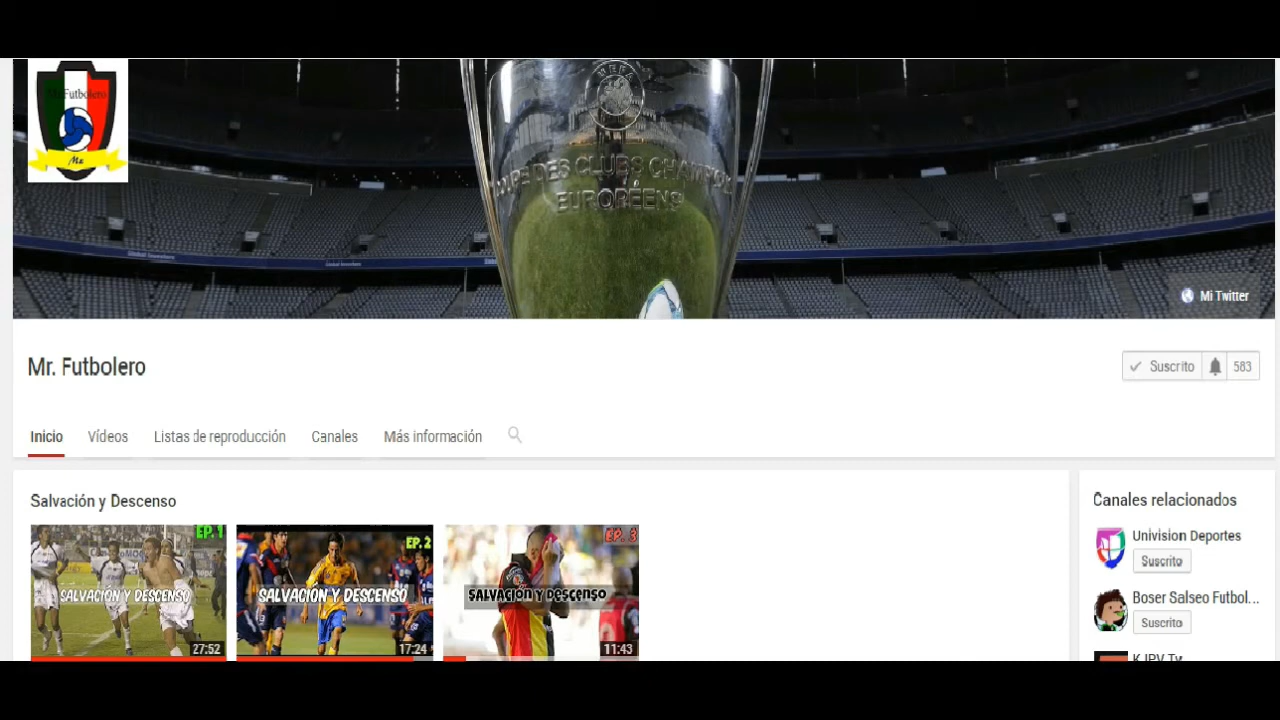 Mr.Futbolero
Mx
UEFA
COUPE DES CLUBS CHAMPIONS
EUROPÉENS
Mi Twitter
Mr. Futbolero
Suscrito 583
Inicio Vídeos Listas de reproducción Canales Más información
Salvación y Descenso
EP. 1
SALVACIÓN Y DESCENSO
27:52
EP. 2
SALVACIÓN Y DESCENSO
17:24
EP. 3
SALVACIÓN Y Descenso
11:43
Canales relacionados
Univision Deportes
Suscrito
Boser Salseo Futbol...
Suscrito